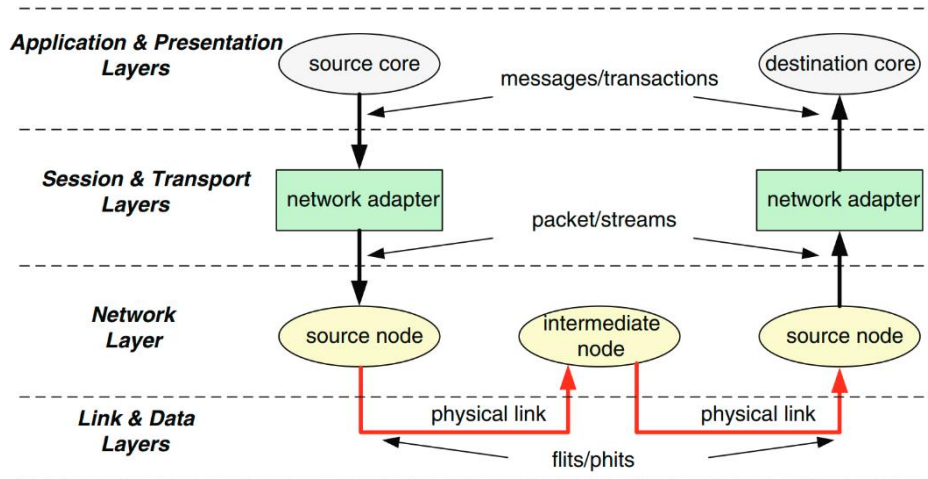 Application & Presentation
Layers
source core
destination core
messages/transactions
Session & Transport
Layers
network adapter
network adapter
packet/streams
Network
Layer
source node
intermediate
node
source node
Link & Data
Layers
physical link
physical link
flits/phits